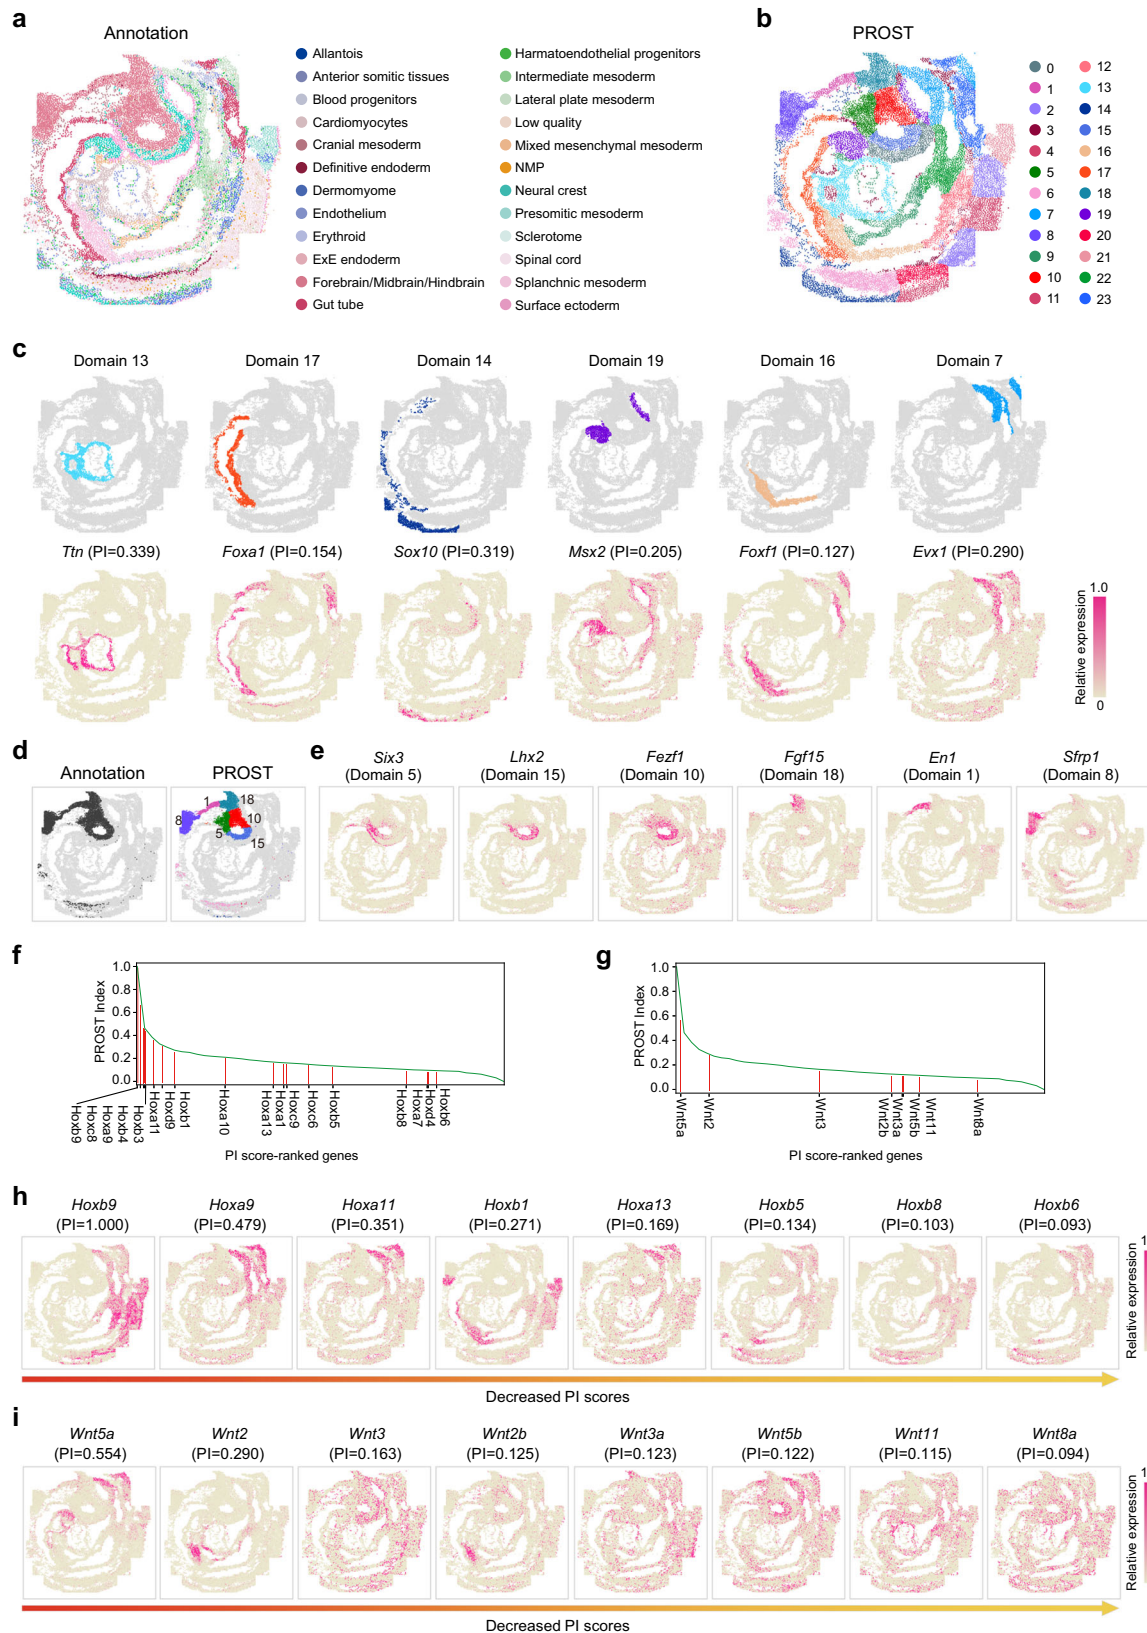 a
Annotation
Allantois
Anterior somitic tissues
Blood progenitors
Cardiomyocytes
Cranial mesoderm
Definitive endoderm
Dermomyome
Endothelium
Erythroid
ExE endoderm
Forebrain/Midbrain/Hindbrain
Gut tube
Harmatoendothelial progenitors
Intermediate mesoderm
Lateral plate mesoderm
Low quality
Mixed mesenchymal mesoderm
NMP
Neural crest
Presomitic mesoderm
Sclerotome
Spinal cord
Splanchnic mesoderm
Surface ectoderm
b
PROST
0
1
2
3
4
5
6
7
8
9
10
11
12
13
14
15
16
17
18
19
20
21
22
23
c
Domain 13
Domain 17
Domain 14
Domain 19
Domain 16
Domain 7
Ttn (PI=0.339)
Foxa1 (PI=0.154)
Sox10 (PI=0.319)
Msx2 (PI=0.205)
Foxf1 (PI=0.127)
Evx1 (PI=0.290)
Relative expression
1.0
0
d
Annotation
PROST
1
18
8
10
5
15
e
Six3
(Domain 5)
Lhx2
(Domain 15)
Fezf1
(Domain 10)
Fgf15
(Domain 18)
En1
(Domain 1)
Sfrp1
(Domain 8)
f
PROST Index
1.0
0.8
0.6
0.4
0.2
0.0
Hoxb9
Hoxc8
Hoxa9
Hoxb4
Hoxb3
Hoxa11
Hoxd9
Hoxb1
Hoxa10
Hoxa13
Hoxa1
Hoxc9
Hoxc6
Hoxb5
Hoxb8
Hoxa7
Hoxd4
Hoxb6
PI score-ranked genes
g
PROST Index
1.0
0.8
0.6
0.4
0.2
0.0
Wnt5a
Wnt2
Wnt3
Wnt2b
Wnt3a
Wnt5b
Wnt11
Wnt8a
PI score-ranked genes
h
Hoxb9
(PI=1.000)
Hoxa9
(PI=0.479)
Hoxa11
(PI=0.351)
Hoxb1
(PI=0.271)
Hoxa13
(PI=0.169)
Hoxb5
(PI=0.134)
Hoxb8
(PI=0.103)
Hoxb6
(PI=0.093)
Relative expression
1
Decreased PI scores
i
Wnt5a
(PI=0.554)
Wnt2
(PI=0.290)
Wnt3
(PI=0.163)
Wnt2b
(PI=0.125)
Wnt3a
(PI=0.123)
Wnt5b
(PI=0.122)
Wnt11
(PI=0.115)
Wnt8a
(PI=0.094)
Relative expression
1
Decreased PI scores